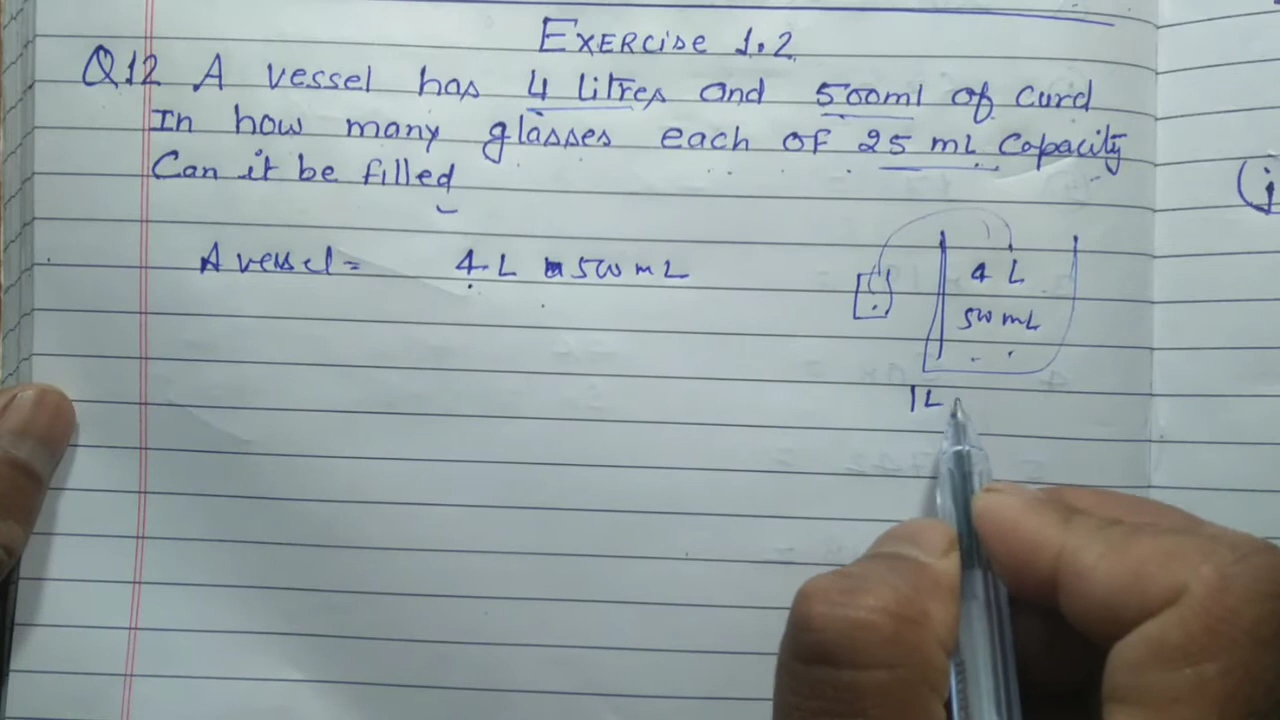 Exercise 1.2
Q12 A vessel has 4 litres and 500ml of curd
In how many glasses each of 25 mL capacity
Can it be filled
A vessel = 4 L 500 mL
4 L
500 mL
1L
(i